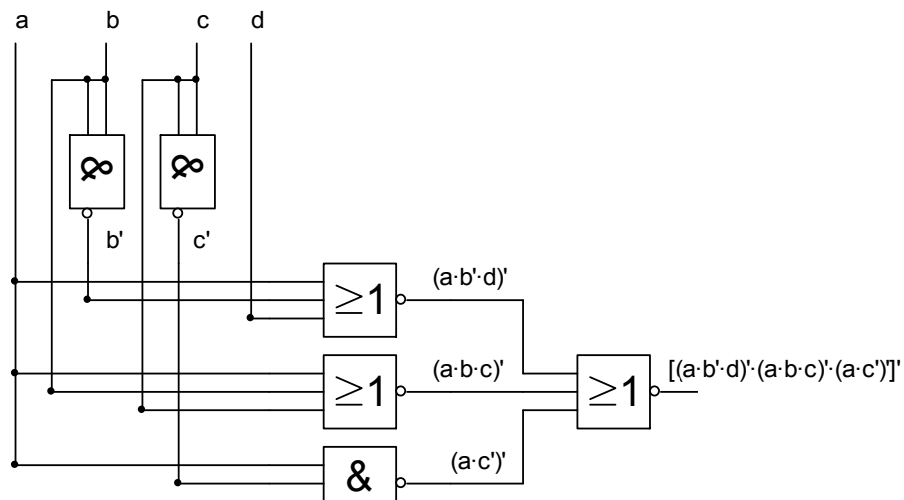 a b c d
& &
b' c'
≥1 (a·b'·d)'
≥1 (a·b·c)' ≥1 [(a·b'·d)'·(a·b·c)'·(a·c')']'
& (a·c')'